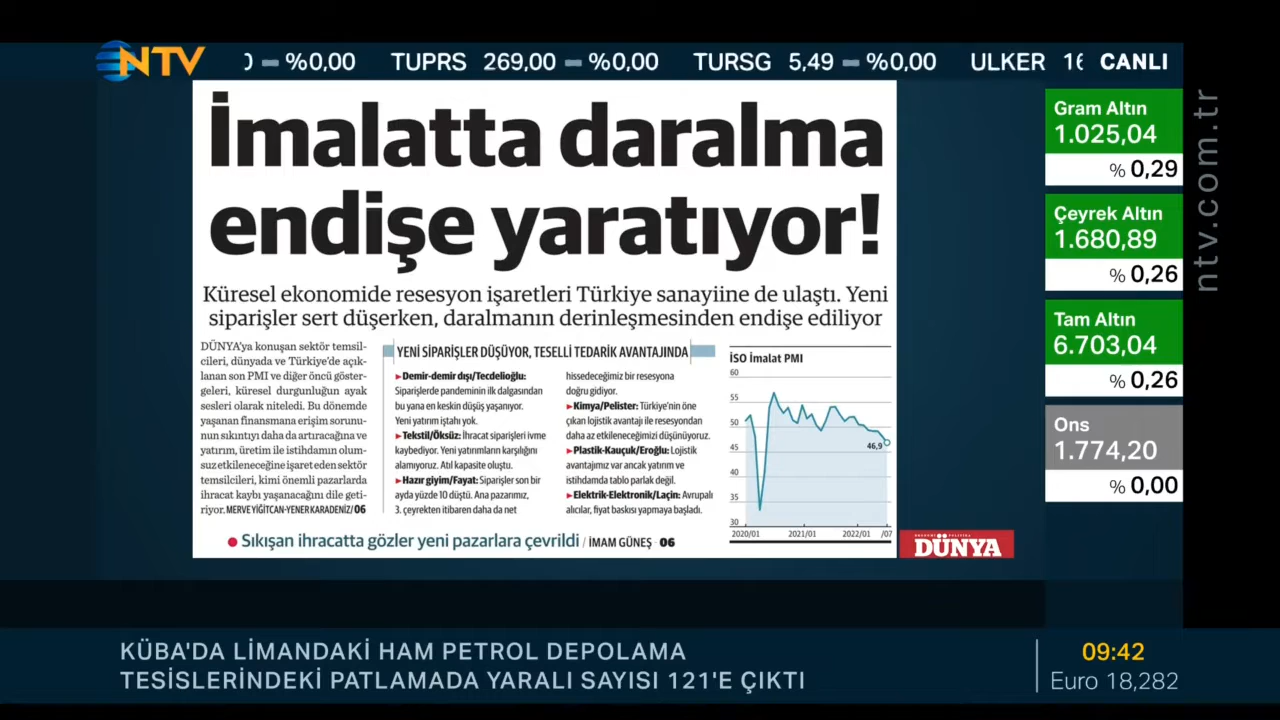 NTV
0 %0,00 TUPRS 269,00 %0,00 TURSG 5,49 %0,00 ULKER CANLI
İmalatta daralma
endişe yaratıyor!
Küresel ekonomide resesyon işaretleri Türkiye sanayiine de ulaştı. Yeni
siparişler sert düşerken, daralmanın derinleşmesinden endişe ediliyor
DÜNYA'ya konuşan sektör temsil-
cileri, dünyada ve Türkiye'de açık-
lanan son PMI ve diğer öncü göster-
geleri, küresel durgunluğun ayak
sesleri olarak niteledi. Bu dönemde
yaşanan finansmana erişim sorunu-
nun sıkıntıyı daha da artıracağına ve
yatırım, üretim ile istihdamın olum-
suz etkileneceğine işaret eden sektör
temsilcileri, kimi önemli pazarlarda
ihracat kaybı yaşanacağını dile geti-
riyor. MERVE YİĞİTCAN-YENER KARADENİZ/06
YENİ SİPARİŞLER DÜŞÜYOR, TESELLİ TEDARİK AVANTAJINDA
▸Demir-demir dışı/Tecdelioğlu:
Siparişlerde pandeminin ilk dalgasından
bu yana en keskin düşüş yaşanıyor.
Yeni yatırım iştahı yok.
▸Tekstil/Öksüz: İhracat siparişleri ivme
kaybediyor. Yeni yatırımların karşılığını
alamıyoruz. Atıl kapasite oluştu.
▸Hazır giyim/Fayat: Siparişler son bir
ayda yüzde 10 düştü. Ana pazarımız,
3. çeyrekten itibaren daha da net
hissedeceğimiz bir resesyona
doğru gidiyor.
▸Kimya/Pelister: Türkiye'nin öne
çıkan lojistik avantajı ile resesyondan
daha az etkileneceğimizi düşünüyoruz.
▸Plastik-Kauçuk/Eroğlu: Lojistik
avantajımız var ancak yatırım ve
istihdamda tablo parlak değil.
▸Elektrik-Elektronik/Laçin: Avrupalı
alıcılar, fiyat baskısı yapmaya başladı.
İSO İmalat PMI
60
55
50
45
40
35
30
46,9
2020/01 2021/01 2022/01 /07
● Sıkışan ihracatta gözler yeni pazarlara çevrildi / İMAM GÜNEŞ 06
DÜNYA
Gram Altın
1.025,04
% 0,29
Çeyrek Altın
1.680,89
% 0,26
Tam Altın
6.703,04
% 0,26
Ons
1.774,20
% 0,00
ntv.com.tr
KÜBA'DA LİMANDAKİ HAM PETROL DEPOLAMA
TESİSLERİNDEKİ PATLAMADA YARALI SAYISI 121'E ÇIKTI
09:42
Euro 18,282